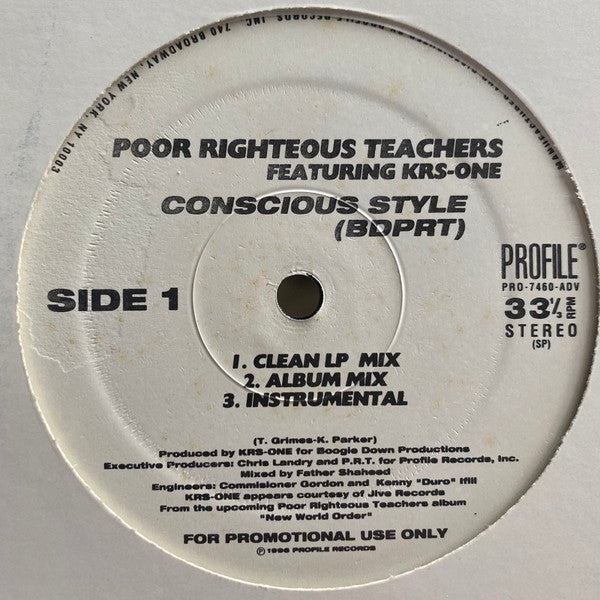 MANUFACTURED AND DIS
PROFILE RECORDS, INC. 740 BROADWAY, NEW YORK, NY 10003
POOR RIGHTEOUS TEACHERS
FEATURING KRS-ONE
CONSCIOUS STYLE
(BDPRT)
SIDE 1
PROFILE®
PRO-7460-ADV
33⅓ RPM
STEREO
(SP)
1. CLEAN LP MIX
2. ALBUM MIX
3. INSTRUMENTAL
(T. Grimes-K. Parker)
Produced by KRS-ONE for Boogie Down Productions
Executive Producers: Chris Landry and P.R.T. for Profile Records, Inc.
Mixed by Father Shaheed
Engineers: Commisioner Gordon and Kenny "Duro" Ifill
KRS-ONE appears courtesy of Jive Records
From the upcoming Poor Righteous Teachers album
"New World Order"
FOR PROMOTIONAL USE ONLY
℗ 1996 PROFILE RECORDS